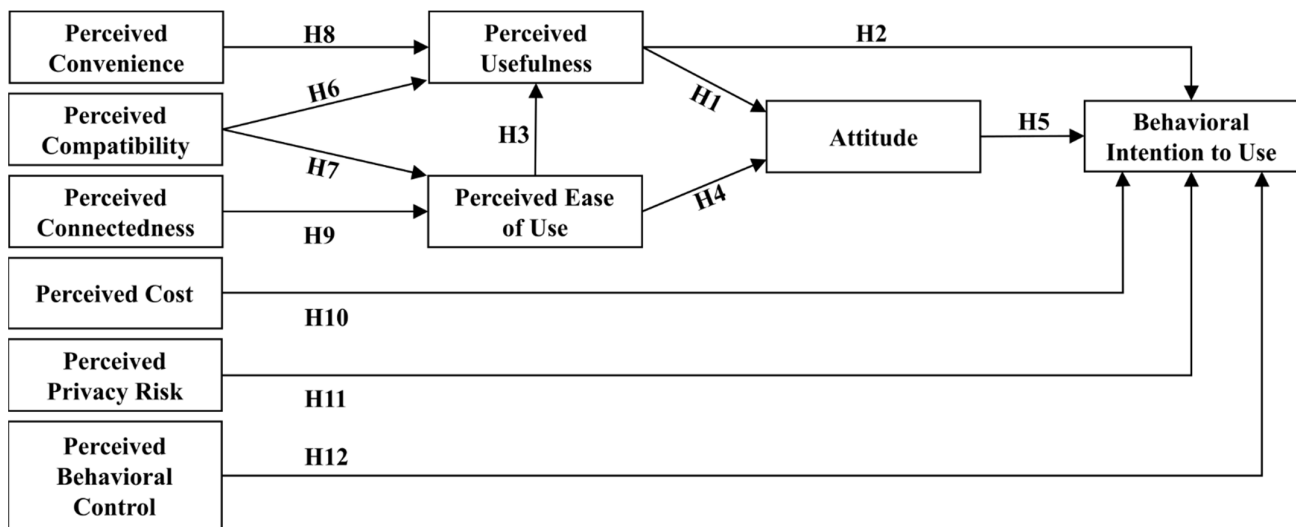 Perceived
Convenience
H8
Perceived
Usefulness
H2
H6
H1
Perceived
Compatibility
H3
Attitude
H5
Behavioral
Intention to Use
H7
H4
Perceived
Connectedness
H9
Perceived Ease
of Use
Perceived Cost
H10
Perceived
Privacy Risk
H11
Perceived
Behavioral
Control
H12